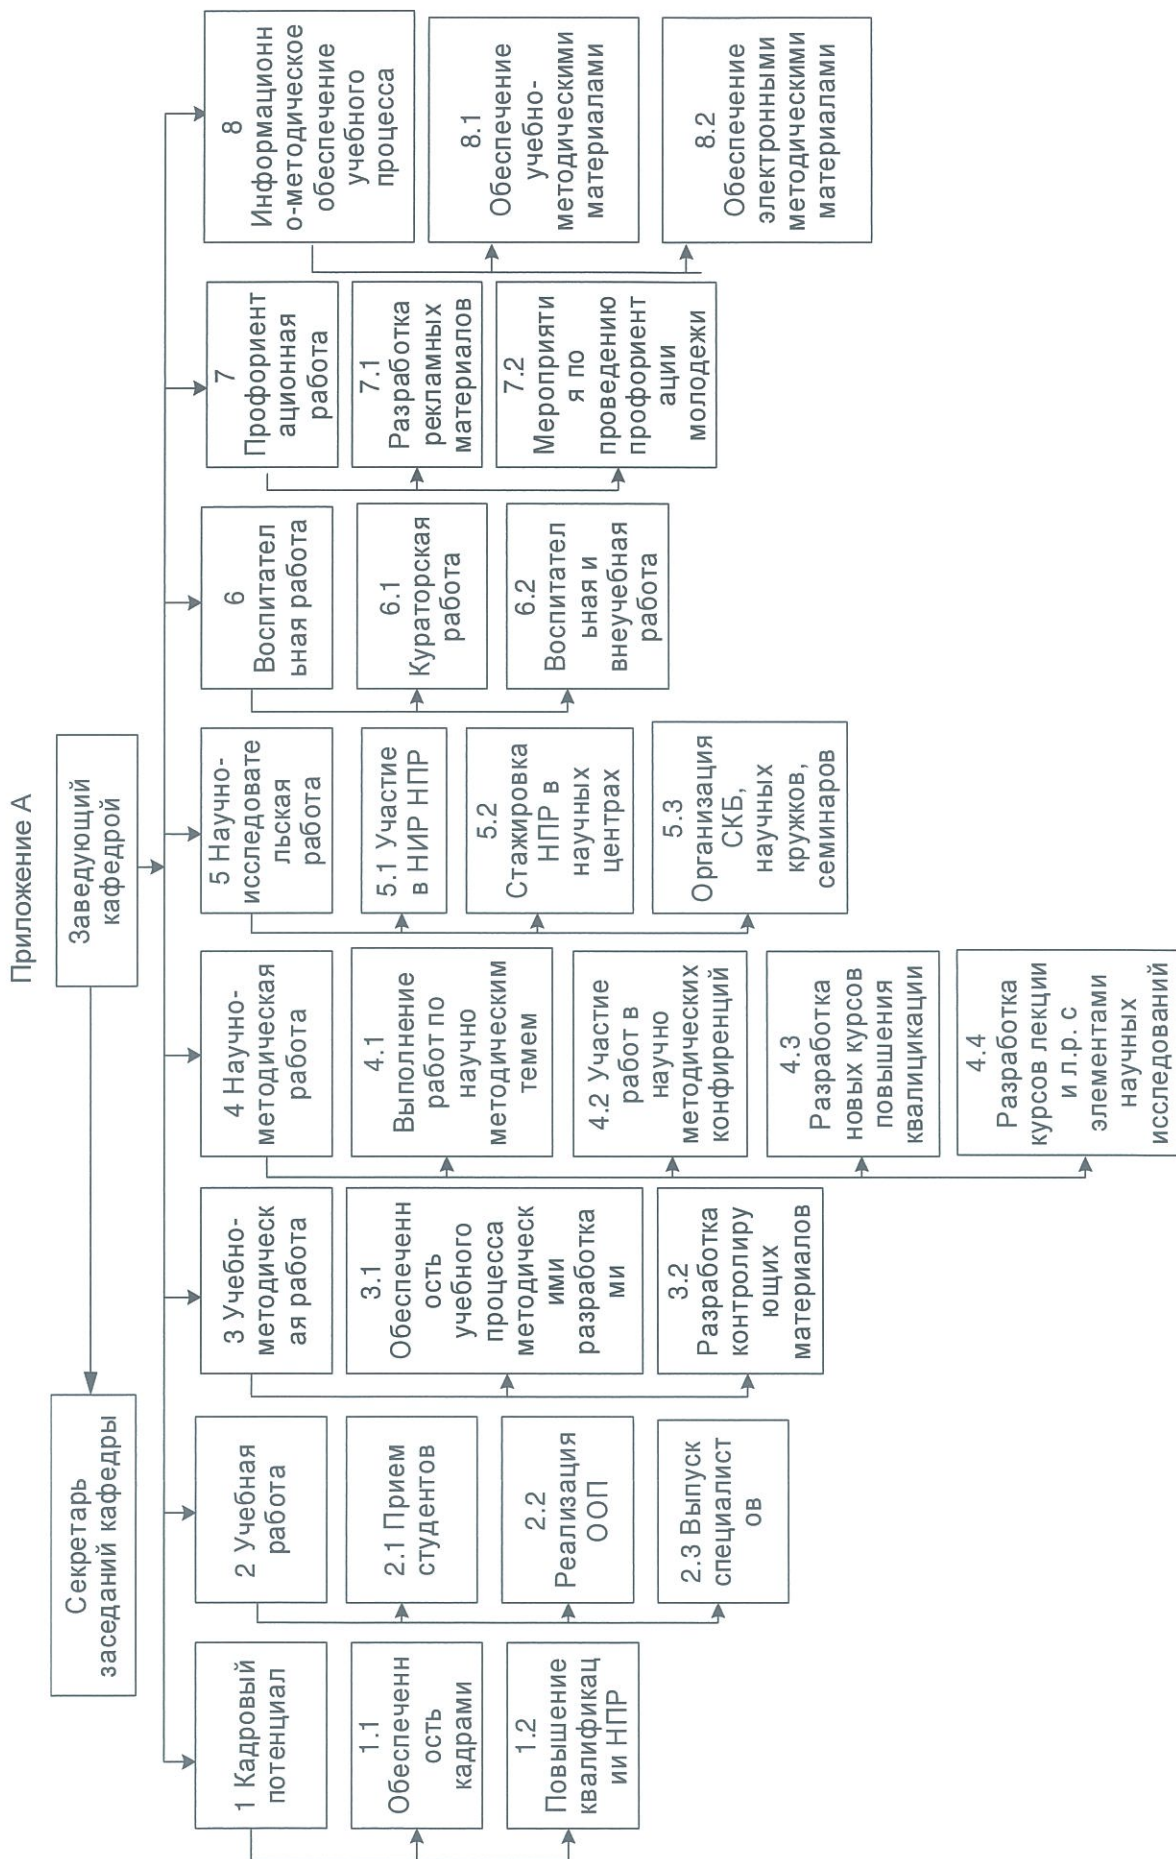 Приложение А
Заведующий
кафедрой
Секретарь
заседаний кафедры
1 Кадровый
потенциал
1.1
Обеспеченн
ость
кадрами
1.2
Повышение
квалификац
ии НПР
2 Учебная
работа
2.1 Прием
студентов
2.2
Реализация
ООП
2.3 Выпуск
специалист
ов
3 Учебно-
методическ
ая работа
3.1
Обеспеченн
ость
учебного
процесса
методическ
ими
разработка
ми
3.2
Разработка
контролиру
ющих
материалов
4 Научно-
методическая
работа
4.1
Выполнение
работ по
научно
методическим
темем
4.2 Участие
работ в
научно
методических
конфиренций
4.3
Разработка
новых курсов
повышения
квалицикации
4.4
Разработка
курсов лекции
и л.р. с
элементами
научных
исследований
5 Научно-
исследовате
льская
работа
5.1 Участие
в НИР НПР
5.2
Стажировка
НПР в
научных
центрах
5.3
Организация
СКБ,
научных
кружков,
семинаров
6
Воспитател
ьная работа
6.1
Кураторская
работа
6.2
Воспитател
ьная и
внеучебная
работа
7
Профориент
ационная
работа
7.1
Разработка
рекламных
материалов
7.2
Мероприяти
я по
проведению
профориент
ации
молодежи
8
Информационн
о-методическое
обеспечение
учебного
процесса
8.1
Обеспечение
учебно-
методическими
материалами
8.2
Обеспечение
электронными
методическими
материалами